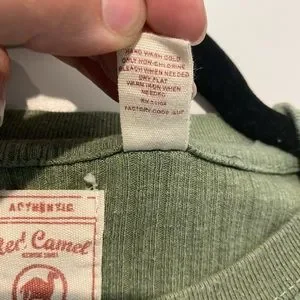 HAND WASH COLD
ONLY NON-CHLORINE
BLEACH WHEN NEEDED
DRY FLAT
WARM IRON WHEN
NEEDED
FACTORY CODE
AUTHENTIC
Red Camel